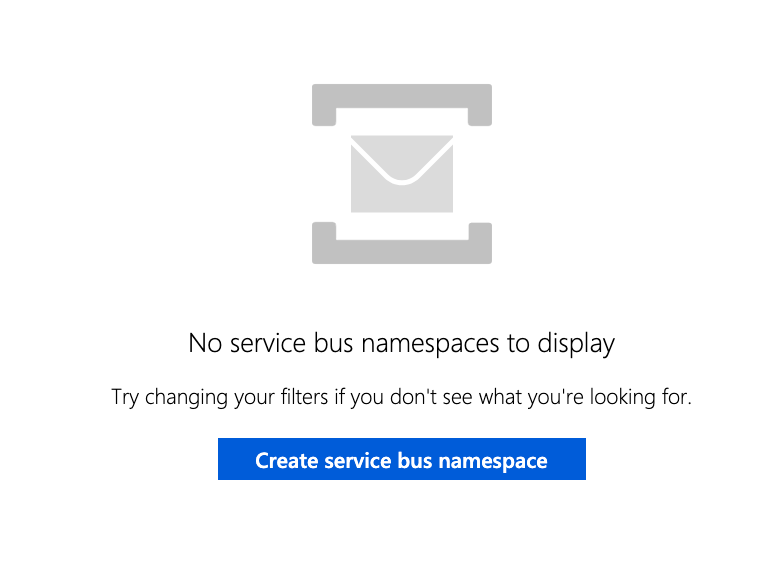 No service bus namespaces to display
Try changing your filters if you don't see what you're looking for.
Create service bus namespace